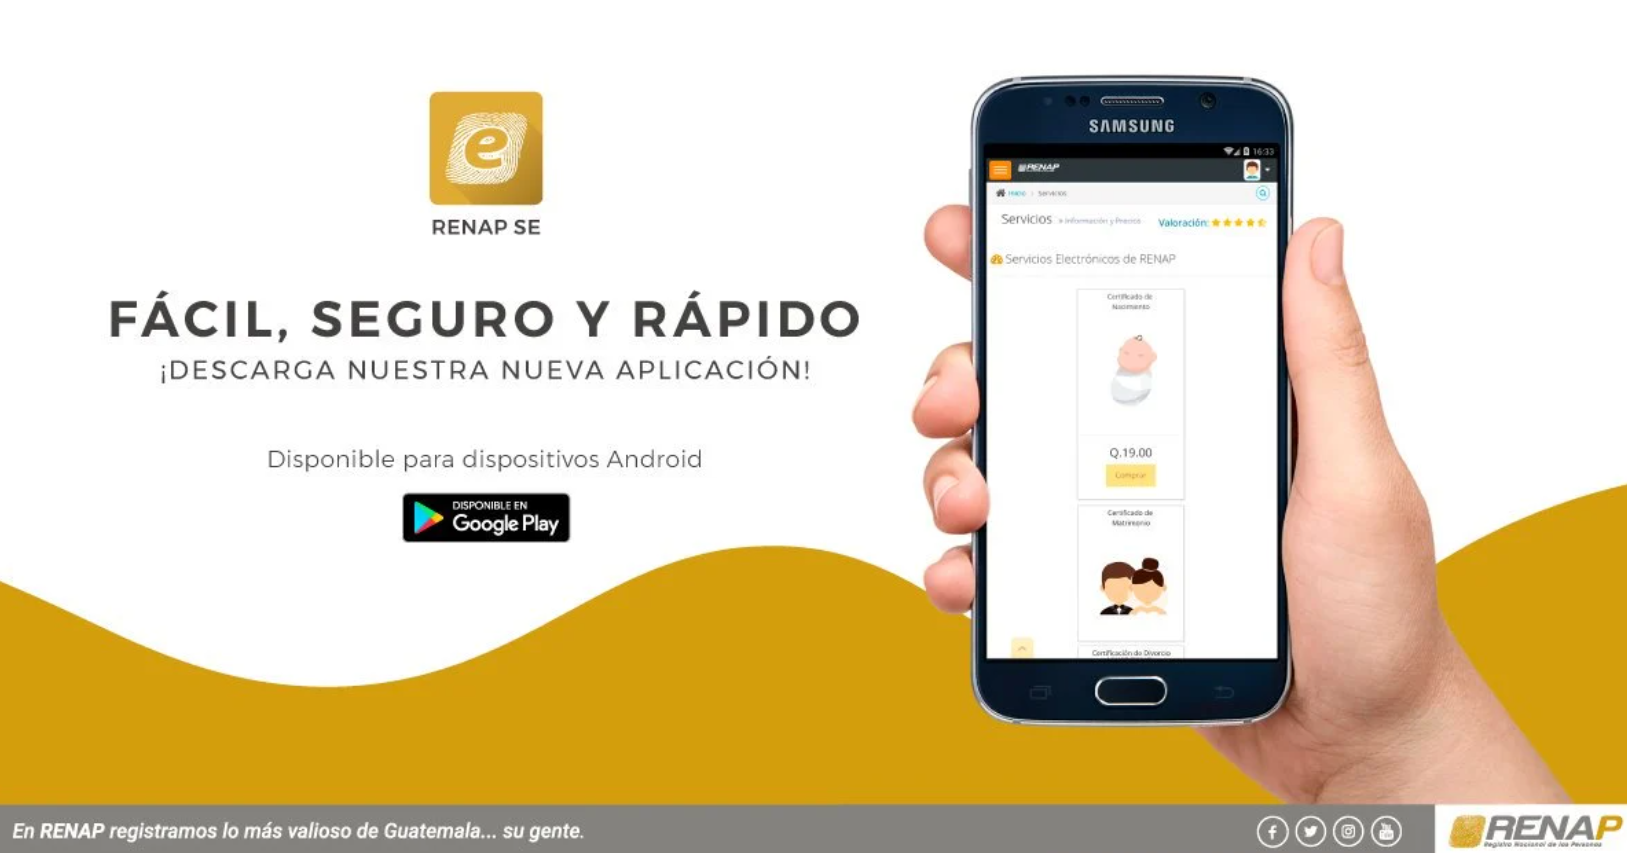 RENAP SE
FÁCIL, SEGURO Y RÁPIDO
¡DESCARGA NUESTRA NUEVA APLICACIÓN!
Disponible para dispositivos Android
DISPONIBLE EN
Google Play
SAMSUNG
16:33
RENAP
Inicio Servicios
Servicios » Información y Precios Valoración:
Servicios Electrónicos de RENAP
Certificado de
Nacimiento
Q.19.00
Comprar
Certificado de
Matrimonio
Certificación de Divorcio
En RENAP registramos lo más valioso de Guatemala... su gente.
RENAP
Registro Nacional de las Personas